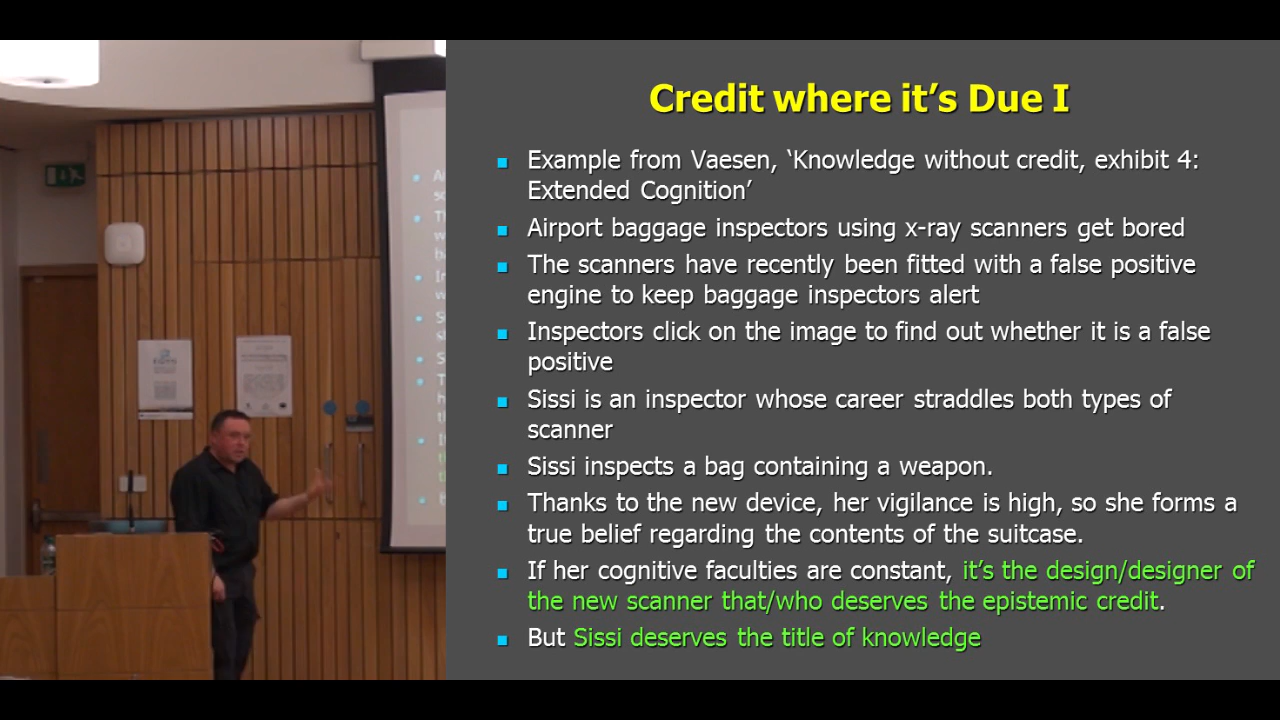 Credit where it's Due I
Example from Vaesen, ‘Knowledge without credit, exhibit 4:
Extended Cognition’
Airport baggage inspectors using x-ray scanners get bored
The scanners have recently been fitted with a false positive
engine to keep baggage inspectors alert
Inspectors click on the image to find out whether it is a false
positive
Sissi is an inspector whose career straddles both types of
scanner
Sissi inspects a bag containing a weapon.
Thanks to the new device, her vigilance is high, so she forms a
true belief regarding the contents of the suitcase.
If her cognitive faculties are constant, it’s the design/designer of
the new scanner that/who deserves the epistemic credit.
But Sissi deserves the title of knowledge